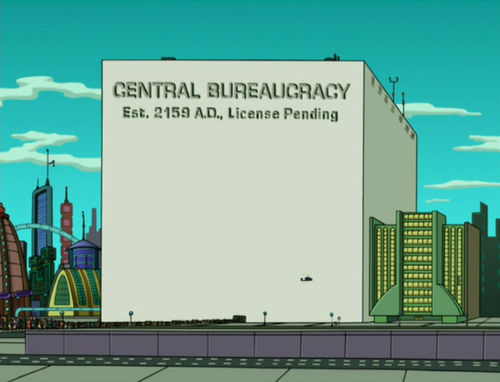 CENTRAL BUREAUCRACY
Est. 2159 A.D., License Pending